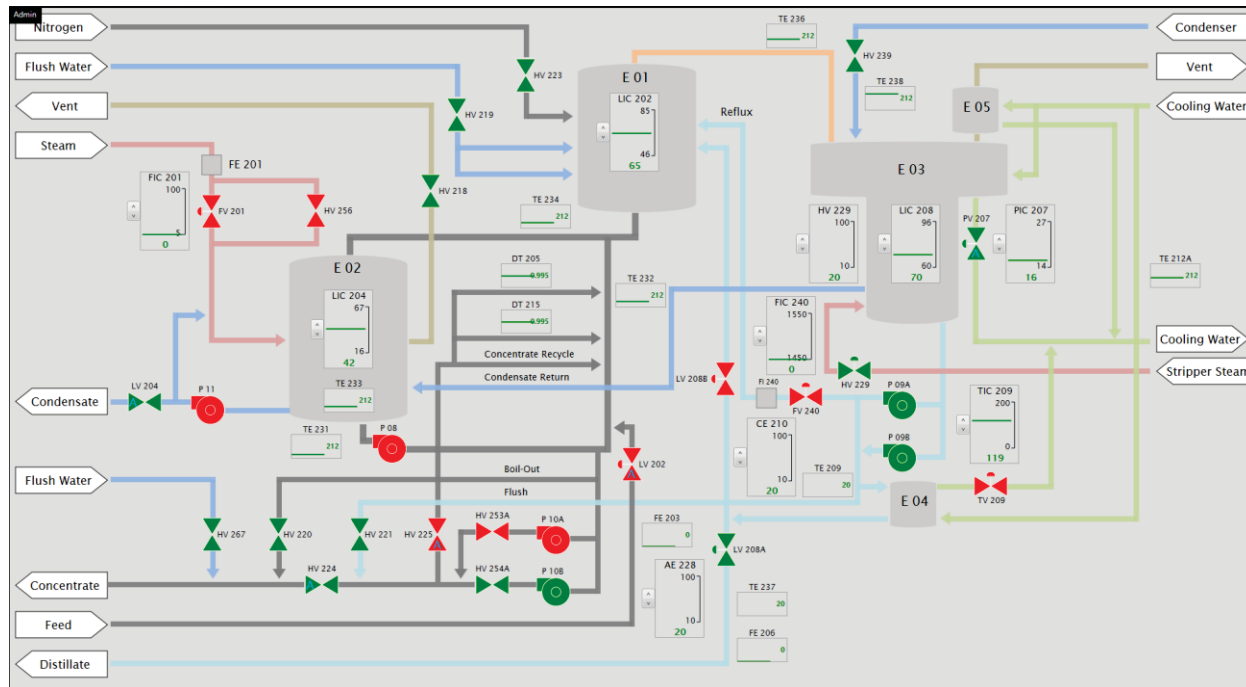 Admin
Nitrogen
Flush Water
Vent
Steam
FE 201
FIC 201
100
5
0
FV 201
HV 256
HV 218
HV 219
HV 223
E 01
LIC 202
85
46
65
TE 236
212
Reflux
HV 239
TE 238
212
Condenser
Vent
Cooling Water
E 05
E 03
HV 229
100
10
20
LIC 208
96
60
70
PV 207
PIC 207
27
14
16
TE 212A
212
TE 234
212
E 02
LIC 204
67
16
42
TE 233
212
DT 205
0.995
DT 215
0.995
TE 232
212
Concentrate Recycle
Condensate Return
FIC 240
1550
1450
0
Cooling Water
Stripper Steam
LV 204
P 11
Condensate
TE 231
212
P 08
LV 208B
FI 240
FV 240
HV 229
P 09A
TIC 209
200
0
119
CE 210
100
10
20
P 09B
TE 209
20
LV 202
E 04
TV 209
Boil-Out
Flush
Flush Water
HV 267
HV 220
HV 221
HV 225
HV 253A
P 10A
FE 203
0
LV 208A
HV 224
HV 254A
P 10B
AE 228
100
10
20
TE 237
20
FE 206
0
Concentrate
Feed
Distillate